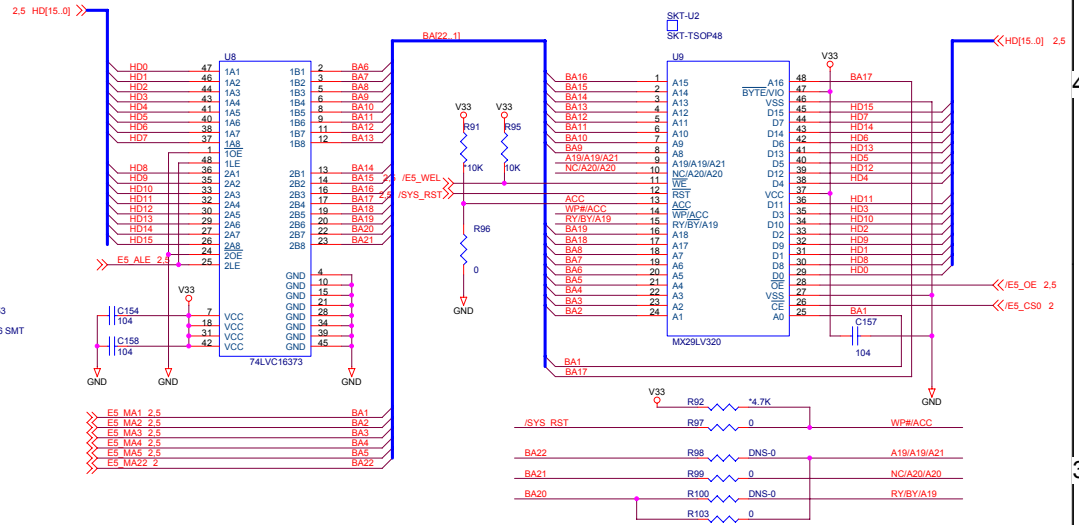 2,5 HD[15..0]
SKT-U2
SKT-TSOP48
BA[22..1]
HD[15..0] 2,5
U8
U9
V33
HD0 47 1A1 1B1 2 BA6
HD1 46 1A2 1B2 3 BA7
HD2 44 1A3 1B3 5 BA8
HD3 43 1A4 1B4 6 BA9
HD4 41 1A5 1B5 8 BA10
HD5 40 1A6 1B6 9 BA11
HD6 38 1A7 1B7 11 BA12
HD7 37 1A8 1B8 12 BA13
1 1OE
48 1LE
HD8 36 2A1 2B1 13 BA14
HD9 35 2A2 2B2 14 BA15
HD10 33 2A3 2B3 16 BA16
HD11 32 2A4 2B4 17 BA17
HD12 30 2A5 2B5 19 BA18
HD13 29 2A6 2B6 20 BA19
HD14 27 2A7 2B7 22 BA20
HD15 26 2A8 2B8 23 BA21
24 2OE
E5_ALE 2,5 25 2LE
GND 4
GND 10
GND 15
GND 21
GND 28
GND 34
GND 39
GND 45
V33
7 VCC
18 VCC
31 VCC
42 VCC
C154
104
C158
104
74LVC16373
GND
GND
GND
3
6 SMT
V33 V33
R91 R95
*10K 10K
2,5 /E5_WEL
2,5 /SYS_RST
R96
0
GND
BA16 1 A15 A16 48 BA17
BA15 2 A14 BYTE/VIO 47
BA14 3 A13 VSS 46
BA13 4 A12 D15 45 HD15
BA12 5 A11 D7 44 HD7
BA11 6 A10 D14 43 HD14
BA10 7 A9 D6 42 HD6
BA9 8 A8 D13 41 HD13
A19/A19/A21 9 A19/A19/A21 D5 40 HD5
NC/A20/A20 10 NC/A20/A20 D12 39 HD12
11 WE D4 38 HD4
12 RST VCC 37
ACC 13 ACC D11 36 HD11
WP#/ACC 14 WP/ACC D3 35 HD3
RY/BY/A19 15 RY/BY/A19 D10 34 HD10
BA19 16 A18 D2 33 HD2
BA18 17 A17 D9 32 HD9
BA8 18 A7 D1 31 HD1
BA7 19 A6 D8 30 HD8
BA6 20 A5 D0 29 HD0
BA5 21 A4 OE 28 /E5_OE 2,5
BA4 22 A3 VSS 27
BA3 23 A2 CE 26 /E5_CS0 2
BA2 24 A1 A0 25 BA1
MX29LV320
C157
104
GND
BA1
BA17
E5_MA1 2,5 BA1
E5_MA2 2,5 BA2
E5_MA3 2,5 BA3
E5_MA4 2,5 BA4
E5_MA5 2,5 BA5
E5_MA22 2 BA22
V33
R92 *4.7K
/SYS_RST R97 0 WP#/ACC
BA22 R98 DNS-0 A19/A19/A21
BA21 R99 0 NC/A20/A20
BA20 R100 DNS-0 RY/BY/A19
R103 0
4
3